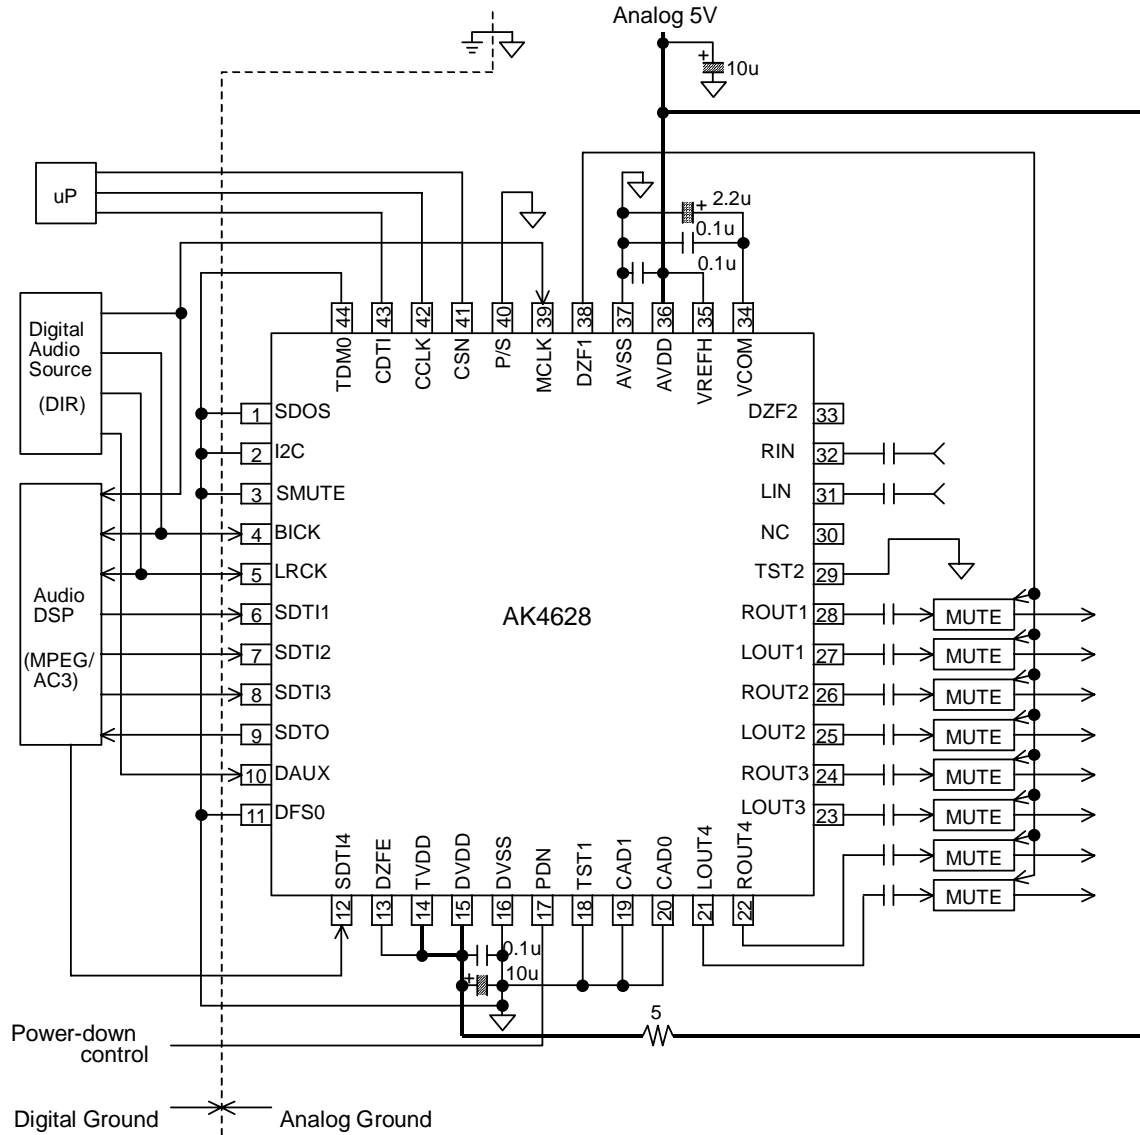 Analog 5V
+
10u
uP
+ 2.2u
0.1u
0.1u
44 43 42 41 40 39 38 37 36 35 34
TDM0 CDTI CCLK CSN P/S MCLK DZF1 AVSS AVDD VREFH VCOM
Digital
Audio
Source
(DIR)
1 SDOS
2 I2C
3 SMUTE
4 BICK
5 LRCK
6 SDTI1
7 SDTI2
8 SDTI3
9 SDTO
10 DAUX
11 DFS0
Audio
DSP
(MPEG/
AC3)
AK4628
DZF2 33
RIN 32
LIN 31
NC 30
TST2 29
ROUT1 28
LOUT1 27
ROUT2 26
LOUT2 25
ROUT3 24
LOUT3 23
MUTE
MUTE
MUTE
MUTE
MUTE
MUTE
MUTE
MUTE
SDTI4 DZFE TVDD DVDD DVSS PDN TST1 CAD1 CAD0 LOUT4 ROUT4
12 13 14 15 16 17 18 19 20 21 22
0.1u
+ 10u
5
Power-down
control
Digital Ground
Analog Ground